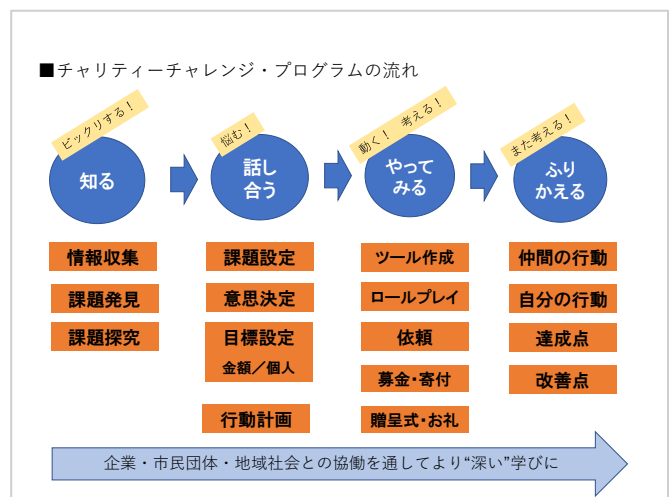 ■チャリティーチャレンジ・プログラムの流れ
ビックリする！
悩む！
動く！　考える！
また考える！
知る
話し
合う
やって
みる
ふり
かえる
情報収集
課題発見
課題探究
課題設定
意思決定
目標設定
金額／個人
行動計画
ツール作成
ロールプレイ
依頼
募金・寄付
贈呈式・お礼
仲間の行動
自分の行動
達成点
改善点
企業・市民団体・地域社会との協働を通してより“深い”学びに